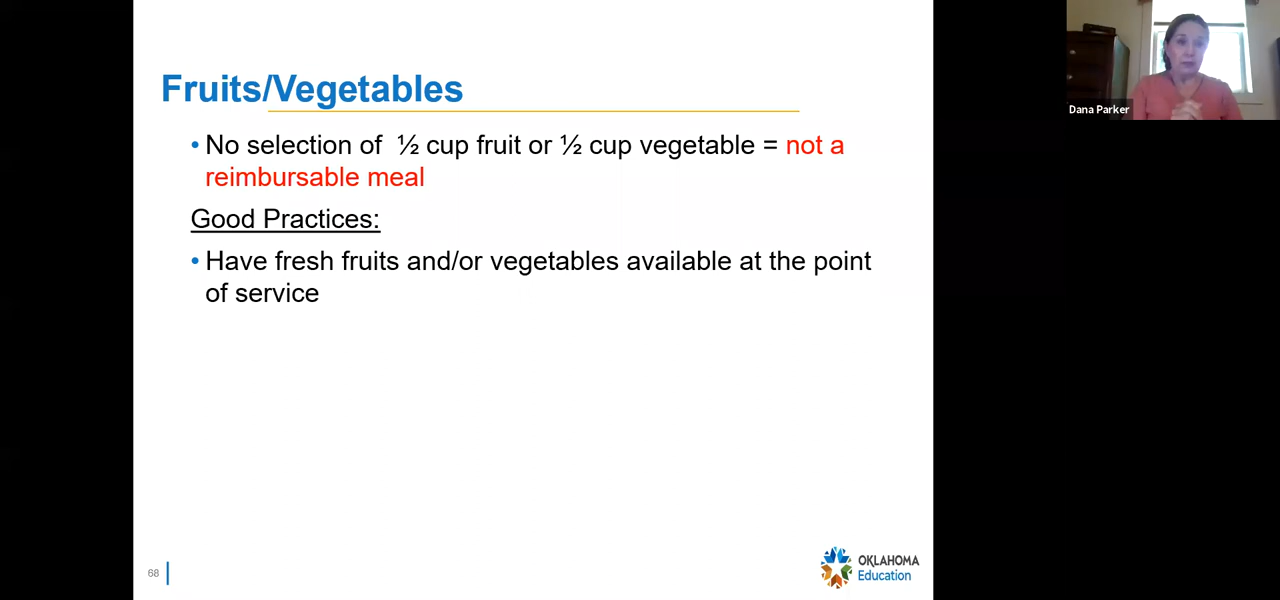 Fruits/Vegetables
• No selection of ½ cup fruit or ½ cup vegetable = not a
reimbursable meal
Good Practices:
• Have fresh fruits and/or vegetables available at the point
of service
68
OKLAHOMA
Education
Dana Parker